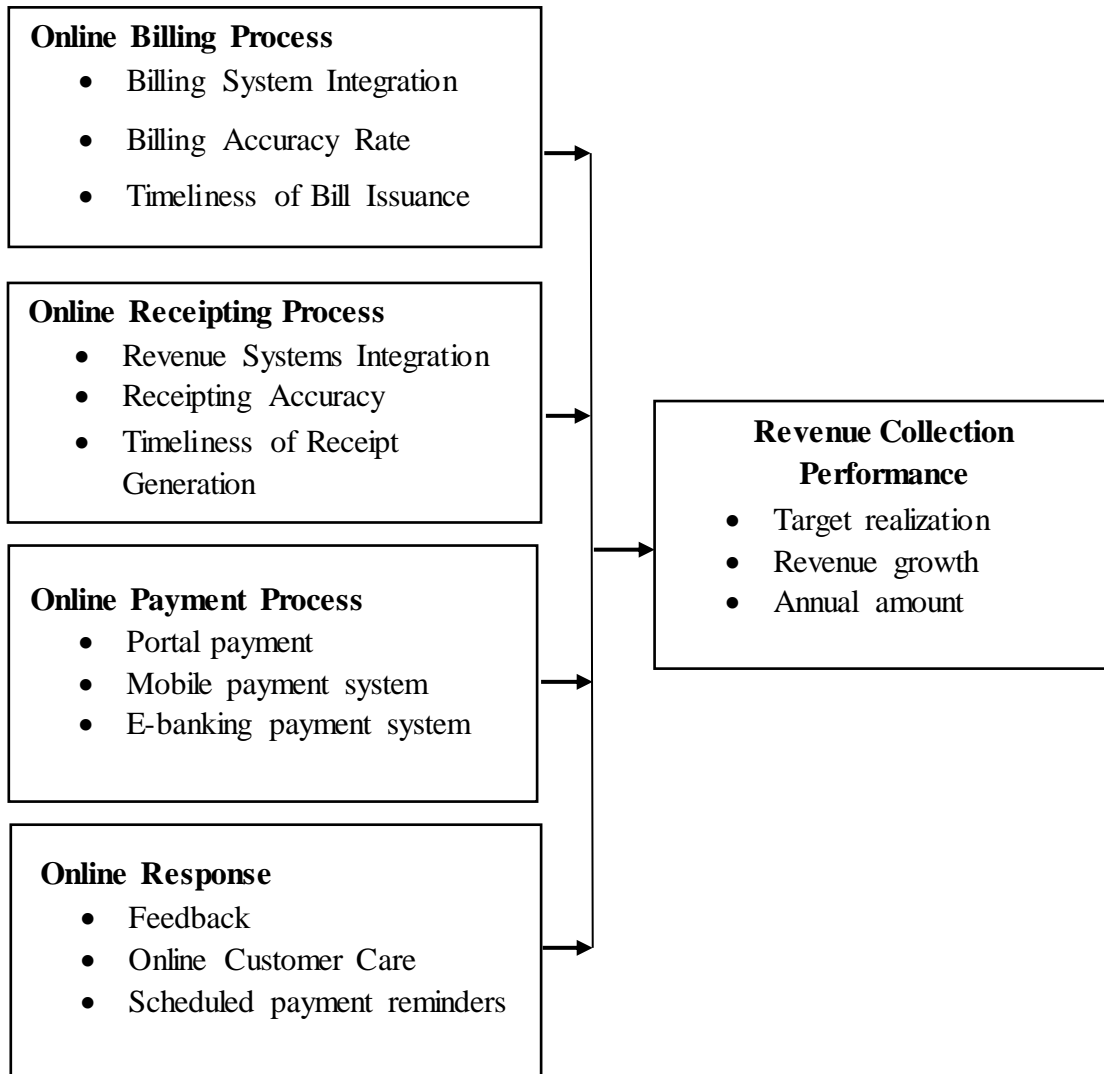 Online Billing Process
• Billing System Integration
• Billing Accuracy Rate
• Timeliness of Bill Issuance
Online Receipting Process
• Revenue Systems Integration
• Receipting Accuracy
• Timeliness of Receipt
Generation
Online Payment Process
• Portal payment
• Mobile payment system
• E-banking payment system
Online Response
• Feedback
• Online Customer Care
• Scheduled payment reminders
Revenue Collection
Performance
• Target realization
• Revenue growth
• Annual amount